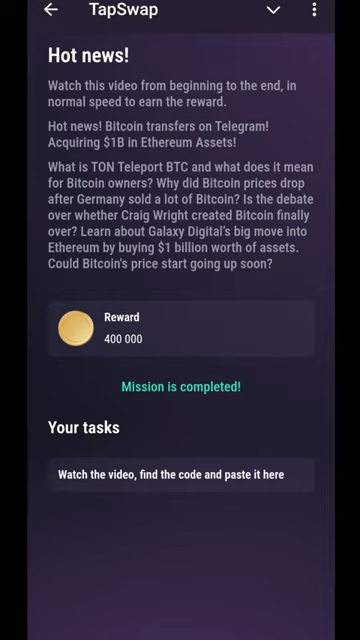 TapSwap
Hot news!
Watch this video from beginning to the end, in
normal speed to earn the reward.
Hot news! Bitcoin transfers on Telegram!
Acquiring $1B in Ethereum Assets!
What is TON Teleport BTC and what does it mean
for Bitcoin owners? Why did Bitcoin prices drop
after Germany sold a lot of Bitcoin? Is the debate
over whether Craig Wright created Bitcoin finally
over? Learn about Galaxy Digital's big move into
Ethereum by buying $1 billion worth of assets.
Could Bitcoin's price start going up soon?
Reward
400 000
Mission is completed!
Your tasks
Watch the video, find the code and paste it here